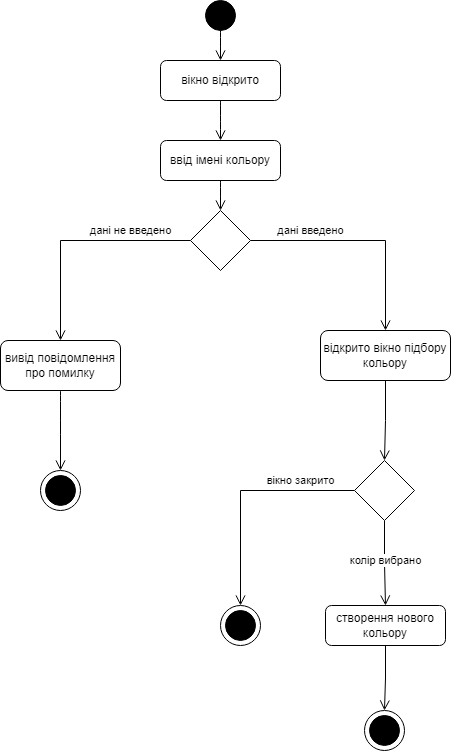 вікно відкрито
ввід імені кольору
дані не введено
дані введено
вивід повідомлення
про помилку
відкрито вікно підбору
кольору
вікно закрито
колір вибрано
створення нового
кольору